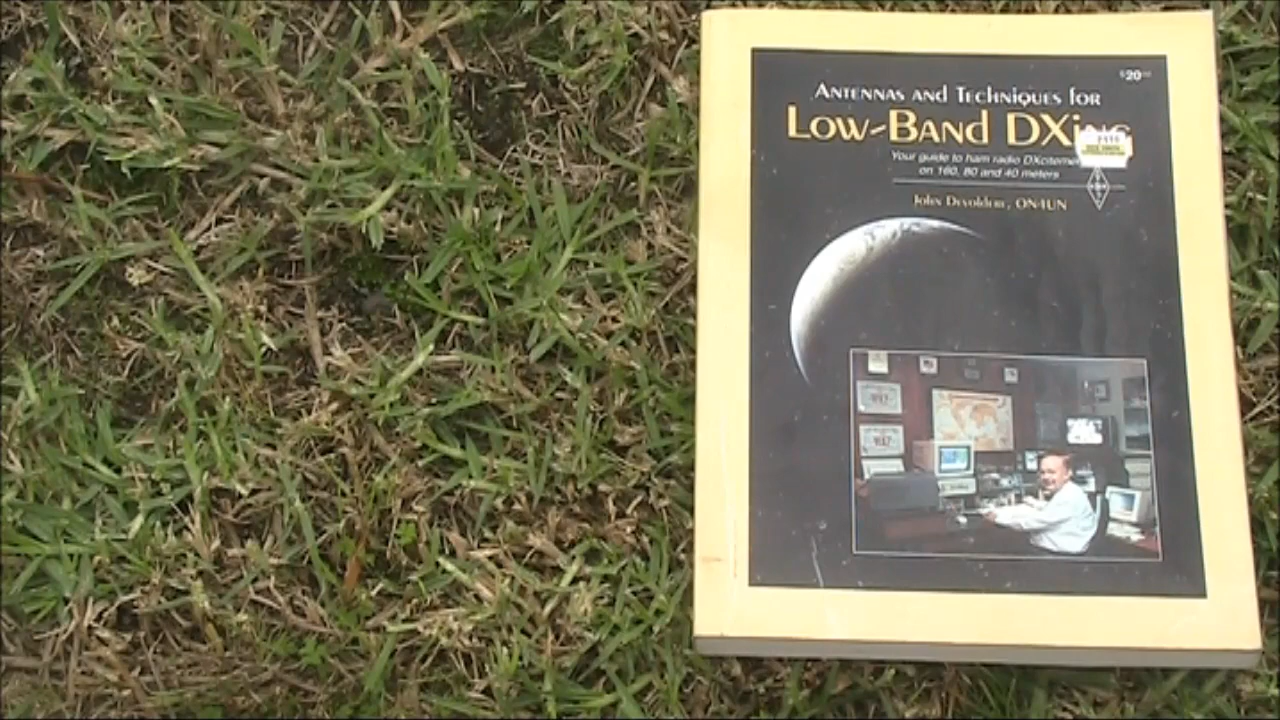 $20
Antennas and Techniques for
Low-Band DXing
Your guide to ham radio DXcitement
on 160, 80 and 40 meters
John Devoldere, ON4UN